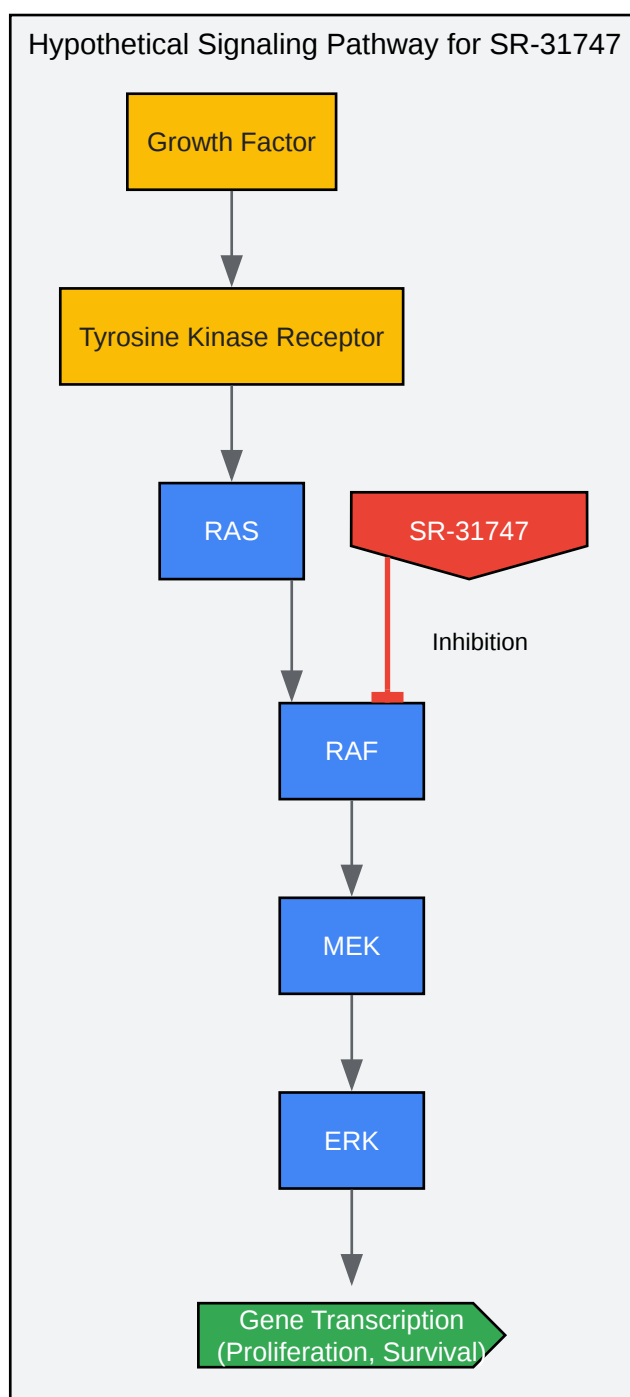 Hypothetical Signaling Pathway for SR-31747
Growth Factor
Tyrosine Kinase Receptor
RAS
SR-31747
Inhibition
RAF
MEK
ERK
Gene Transcription
(Proliferation, Survival)